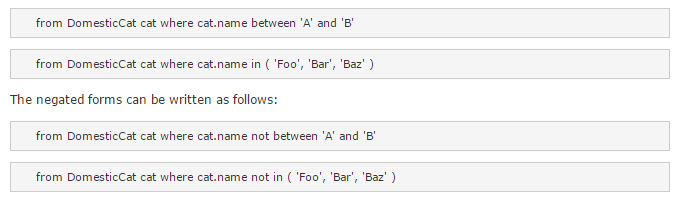 from DomesticCat cat where cat.name between 'A' and 'B'
from DomesticCat cat where cat.name in ( 'Foo', 'Bar', 'Baz' )
The negated forms can be written as follows:
from DomesticCat cat where cat.name not between 'A' and 'B'
from DomesticCat cat where cat.name not in ( 'Foo', 'Bar', 'Baz' )